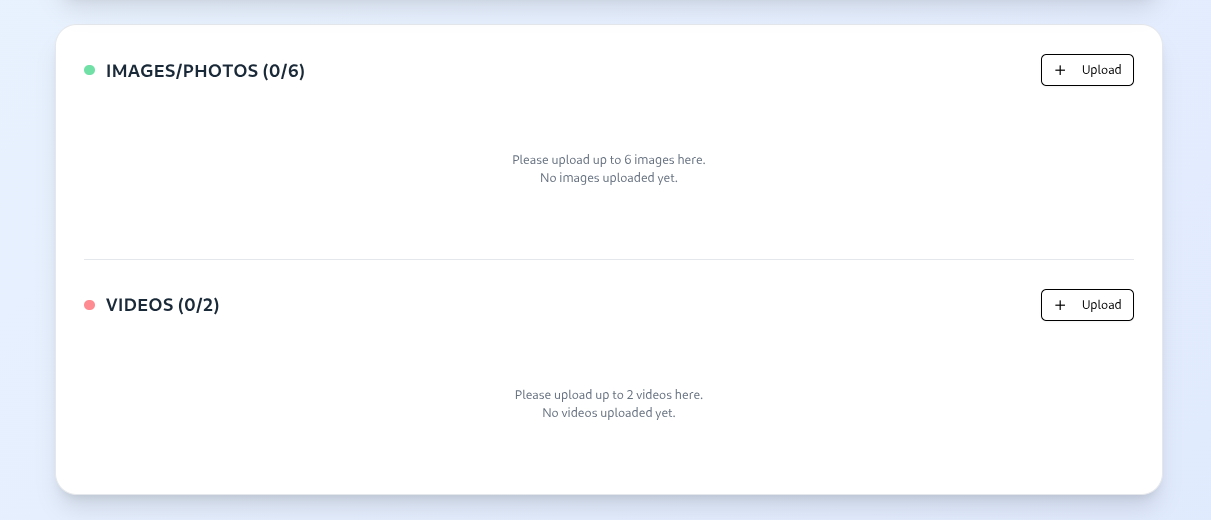 IMAGES/PHOTOS (0/6)
+ Upload
Please upload up to 6 images here.
No images uploaded yet.
VIDEOS (0/2)
+ Upload
Please upload up to 2 videos here.
No videos uploaded yet.